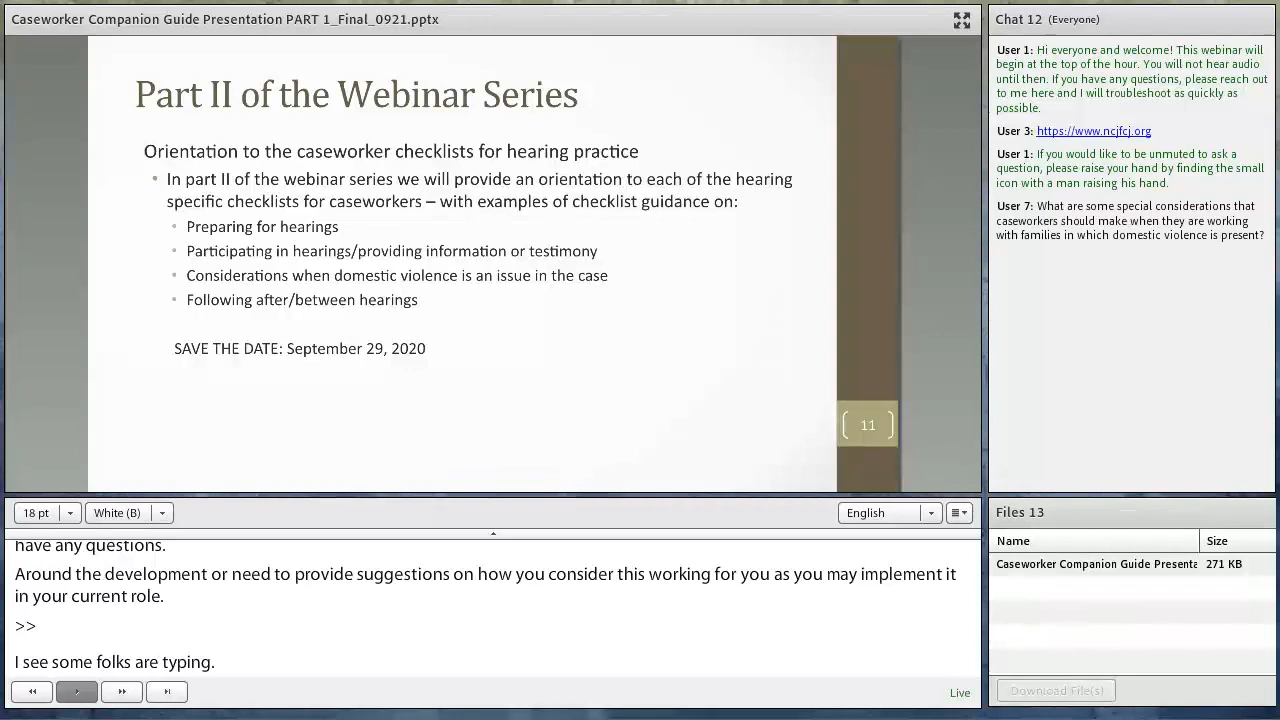 Caseworker Companion Guide Presentation PART 1_Final_0921.pptx
Part II of the Webinar Series
Orientation to the caseworker checklists for hearing practice
• In part II of the webinar series we will provide an orientation to each of the hearing
specific checklists for caseworkers – with examples of checklist guidance on:
• Preparing for hearings
• Participating in hearings/providing information or testimony
• Considerations when domestic violence is an issue in the case
• Following after/between hearings
SAVE THE DATE: September 29, 2020
11
Chat 12 (Everyone)
User 1: Hi everyone and welcome! This webinar will
begin at the top of the hour. You will not hear audio
until then. If you have any questions, please reach out
to me here and I will troubleshoot as quickly as
possible.
User 3: https://www.ncjfcj.org
User 1: If you would like to be unmuted to ask a
question, please raise your hand by finding the small
icon with a man raising his hand.
User 7: What are some special considerations that
caseworkers should make when they are working
with families in which domestic violence is present?
18 pt
White (B)
English
have any questions.
Around the development or need to provide suggestions on how you consider this working for you as you may implement it
in your current role.
>>
I see some folks are typing.
Live
Files 13
Name Size
Caseworker Companion Guide Presenta 271 KB
Download File(s)